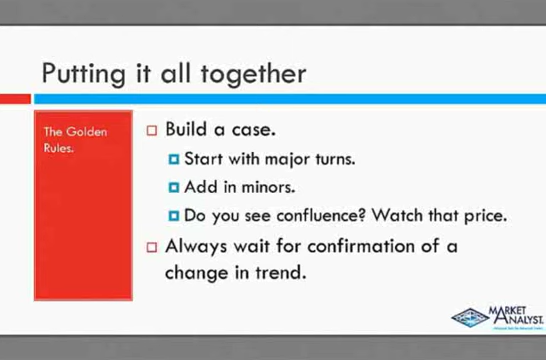 Putting it all together
The Golden
Rules.
Build a case.
Start with major turns.
Add in minors.
Do you see confluence? Watch that price.
Always wait for confirmation of a
change in trend.
MARKET
ANALYST